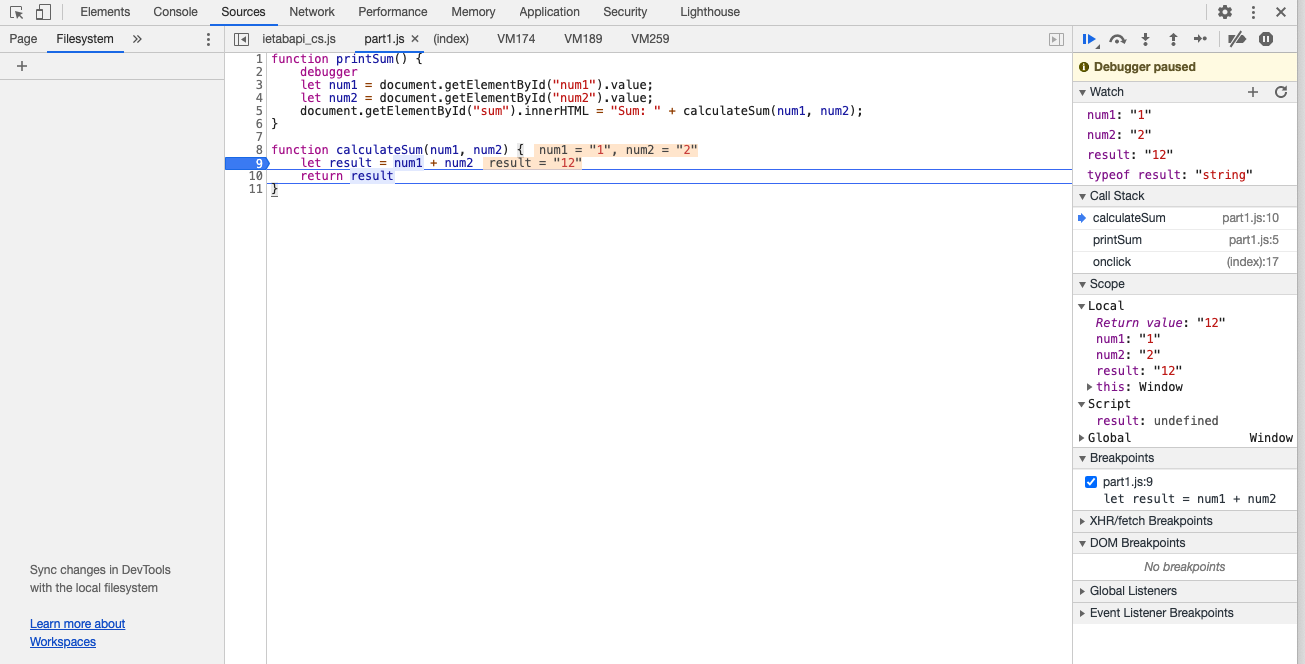 Elements Console Sources Network Performance Memory Application Security Lighthouse
Page Filesystem »
ietabapi_cs.js part1.js × (index) VM174 VM189 VM259
1 function printSum() {
2 debugger
3 let num1 = document.getElementById("num1").value;
4 let num2 = document.getElementById("num2").value;
5 document.getElementById("sum").innerHTML = "Sum: " + calculateSum(num1, num2);
6 }
7
8 function calculateSum(num1, num2) { num1 = "1", num2 = "2"
9 let result = num1 + num2 result = "12"
10 return result
11 }
Sync changes in DevTools
with the local filesystem
Learn more about
Workspaces
Debugger paused
Watch
num1: "1"
num2: "2"
result: "12"
typeof result: "string"
Call Stack
calculateSum part1.js:10
printSum part1.js:5
onclick (index):17
Scope
Local
Return value: "12"
num1: "1"
num2: "2"
result: "12"
this: Window
Script
result: undefined
Global Window
Breakpoints
part1.js:9
let result = num1 + num2
XHR/fetch Breakpoints
DOM Breakpoints
No breakpoints
Global Listeners
Event Listener Breakpoints